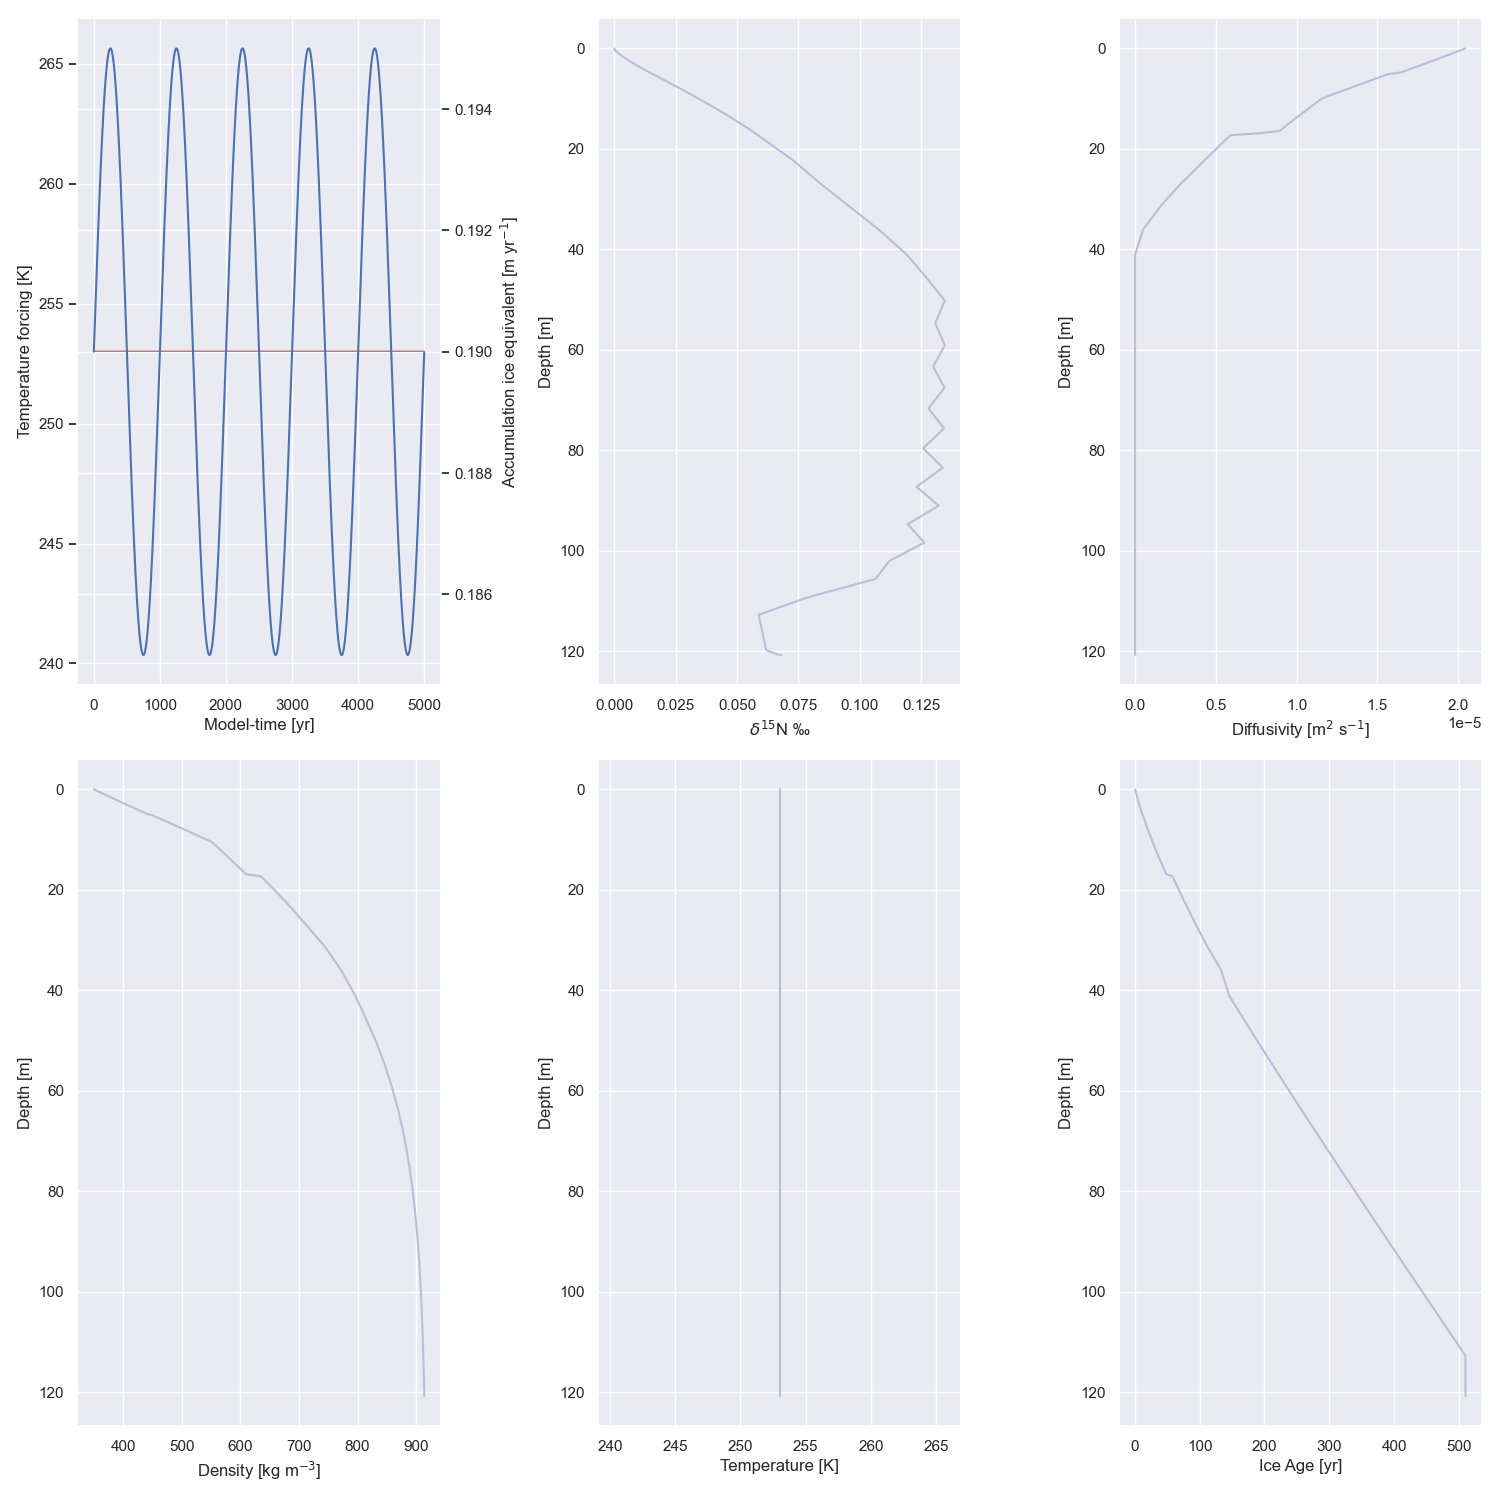 265
260
255
250
245
240
Temperature forcing [K]
0.194
0.192
0.190
0.188
0.186
Accumulation ice equivalent [m yr⁻¹]
0 1000 2000 3000 4000 5000
Model-time [yr]
0
20
40
60
80
100
120
Depth [m]
0.000 0.025 0.050 0.075 0.100 0.125
δ¹⁵N ‰
0
20
40
60
80
100
120
Depth [m]
0.0 0.5 1.0 1.5 2.0
1e−5
Diffusivity [m² s⁻¹]
0
20
40
60
80
100
120
Depth [m]
400 500 600 700 800 900
Density [kg m⁻³]
0
20
40
60
80
100
120
Depth [m]
240 245 250 255 260 265
Temperature [K]
0
20
40
60
80
100
120
Depth [m]
0 100 200 300 400 500
Ice Age [yr]